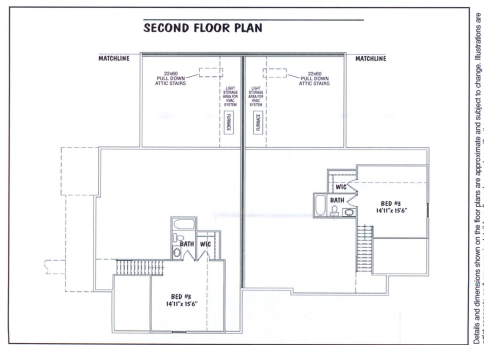 SECOND FLOOR PLAN
MATCHLINE
MATCHLINE
22x60
PULL DOWN
ATTIC STAIRS
LIGHT
STORAGE
AREA FOR
HVAC
SYSTEM
FURNACE
LIGHT
STORAGE
AREA FOR
HVAC
SYSTEM
FURNACE
22x60
PULL DOWN
ATTIC STAIRS
WIC
BATH
BED #3
14'11"x 15'6"
BATH
WIC
BED #3
14'11"x 15'6"
Details and dimensions shown on the floor plans are approximate and subject to change. Illustrations are